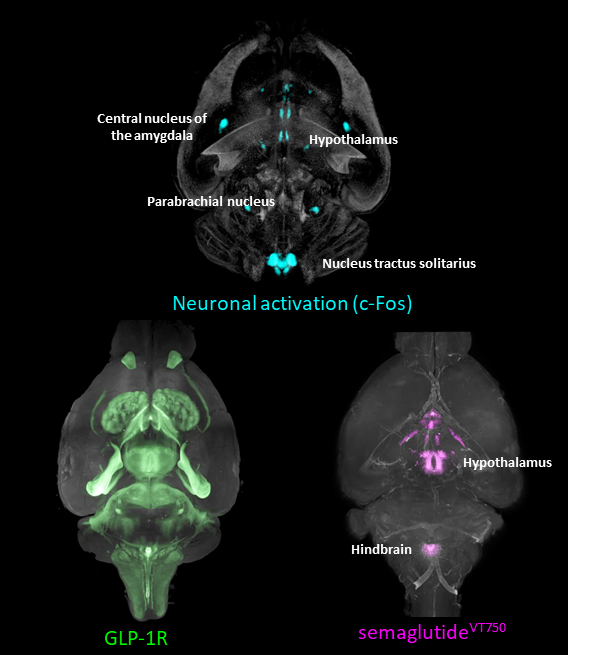 Central nucleus of
the amygdala
Hypothalamus
Parabrachial nucleus
Nucleus tractus solitarius
Neuronal activation (c-Fos)
Hypothalamus
Hindbrain
GLP-1R
semaglutideVT750